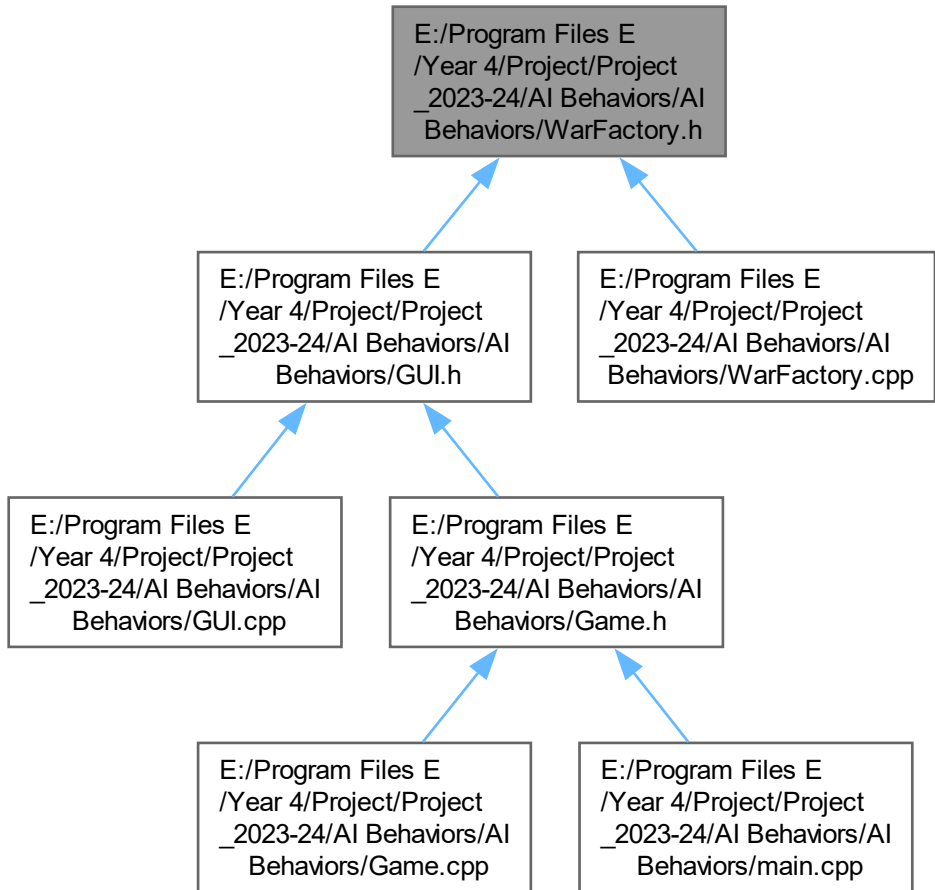 E:/Program Files E
/Year 4/Project/Project
_2023-24/AI Behaviors/AI
Behaviors/WarFactory.h
E:/Program Files E
/Year 4/Project/Project
_2023-24/AI Behaviors/AI
Behaviors/GUI.h
E:/Program Files E
/Year 4/Project/Project
_2023-24/AI Behaviors/AI
Behaviors/WarFactory.cpp
E:/Program Files E
/Year 4/Project/Project
_2023-24/AI Behaviors/AI
Behaviors/GUI.cpp
E:/Program Files E
/Year 4/Project/Project
_2023-24/AI Behaviors/AI
Behaviors/Game.h
E:/Program Files E
/Year 4/Project/Project
_2023-24/AI Behaviors/AI
Behaviors/Game.cpp
E:/Program Files E
/Year 4/Project/Project
_2023-24/AI Behaviors/AI
Behaviors/main.cpp